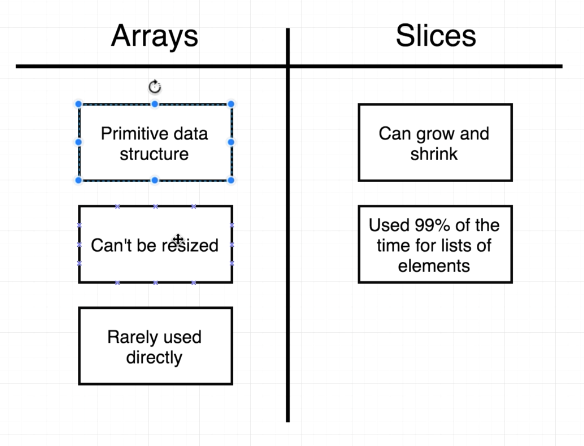 Arrays
Slices
Primitive data
structure
Can grow and
shrink
Can't be resized
Used 99% of the
time for lists of
elements
Rarely used
directly